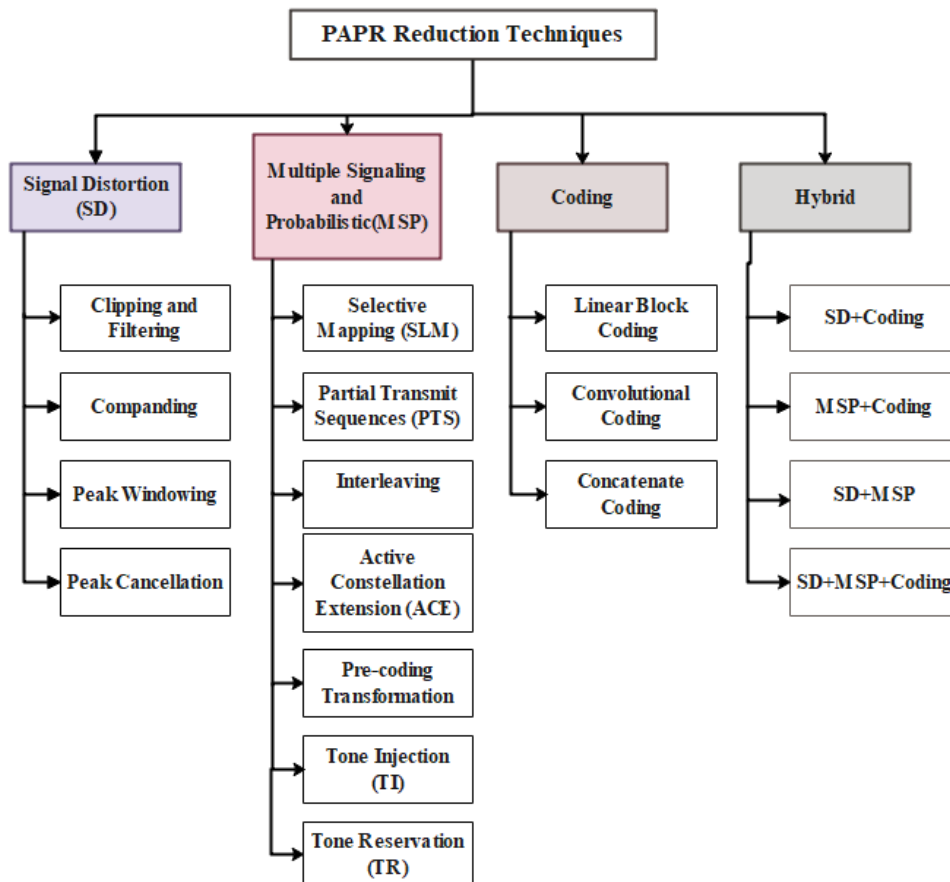 PAPR Reduction Techniques
Signal Distortion
(SD)
Multiple Signaling
and
Probabilistic(MSP)
Coding
Hybrid
Clipping and
Filtering
Companding
Peak Windowing
Peak Cancellation
Selective
Mapping (SLM)
Partial Transmit
Sequences (PTS)
Interleaving
Active
Constellation
Extension (ACE)
Pre-coding
Transformation
Tone Injection
(TI)
Tone Reservation
(TR)
Linear Block
Coding
Convolutional
Coding
Concatenate
Coding
SD+Coding
MSP+Coding
SD+MSP
SD+MSP+Coding